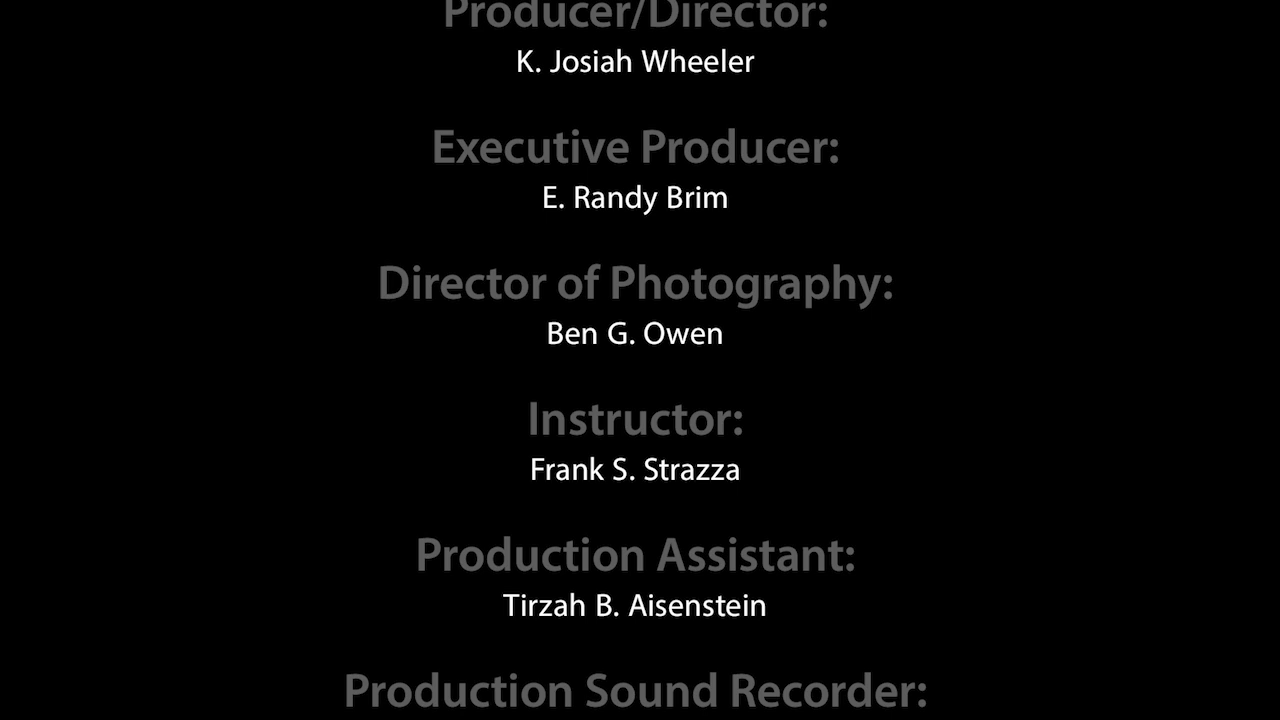 Producer/Director:
K. Josiah Wheeler
Executive Producer:
E. Randy Brim
Director of Photography:
Ben G. Owen
Instructor:
Frank S. Strazza
Production Assistant:
Tirzah B. Aisenstein
Production Sound Recorder: